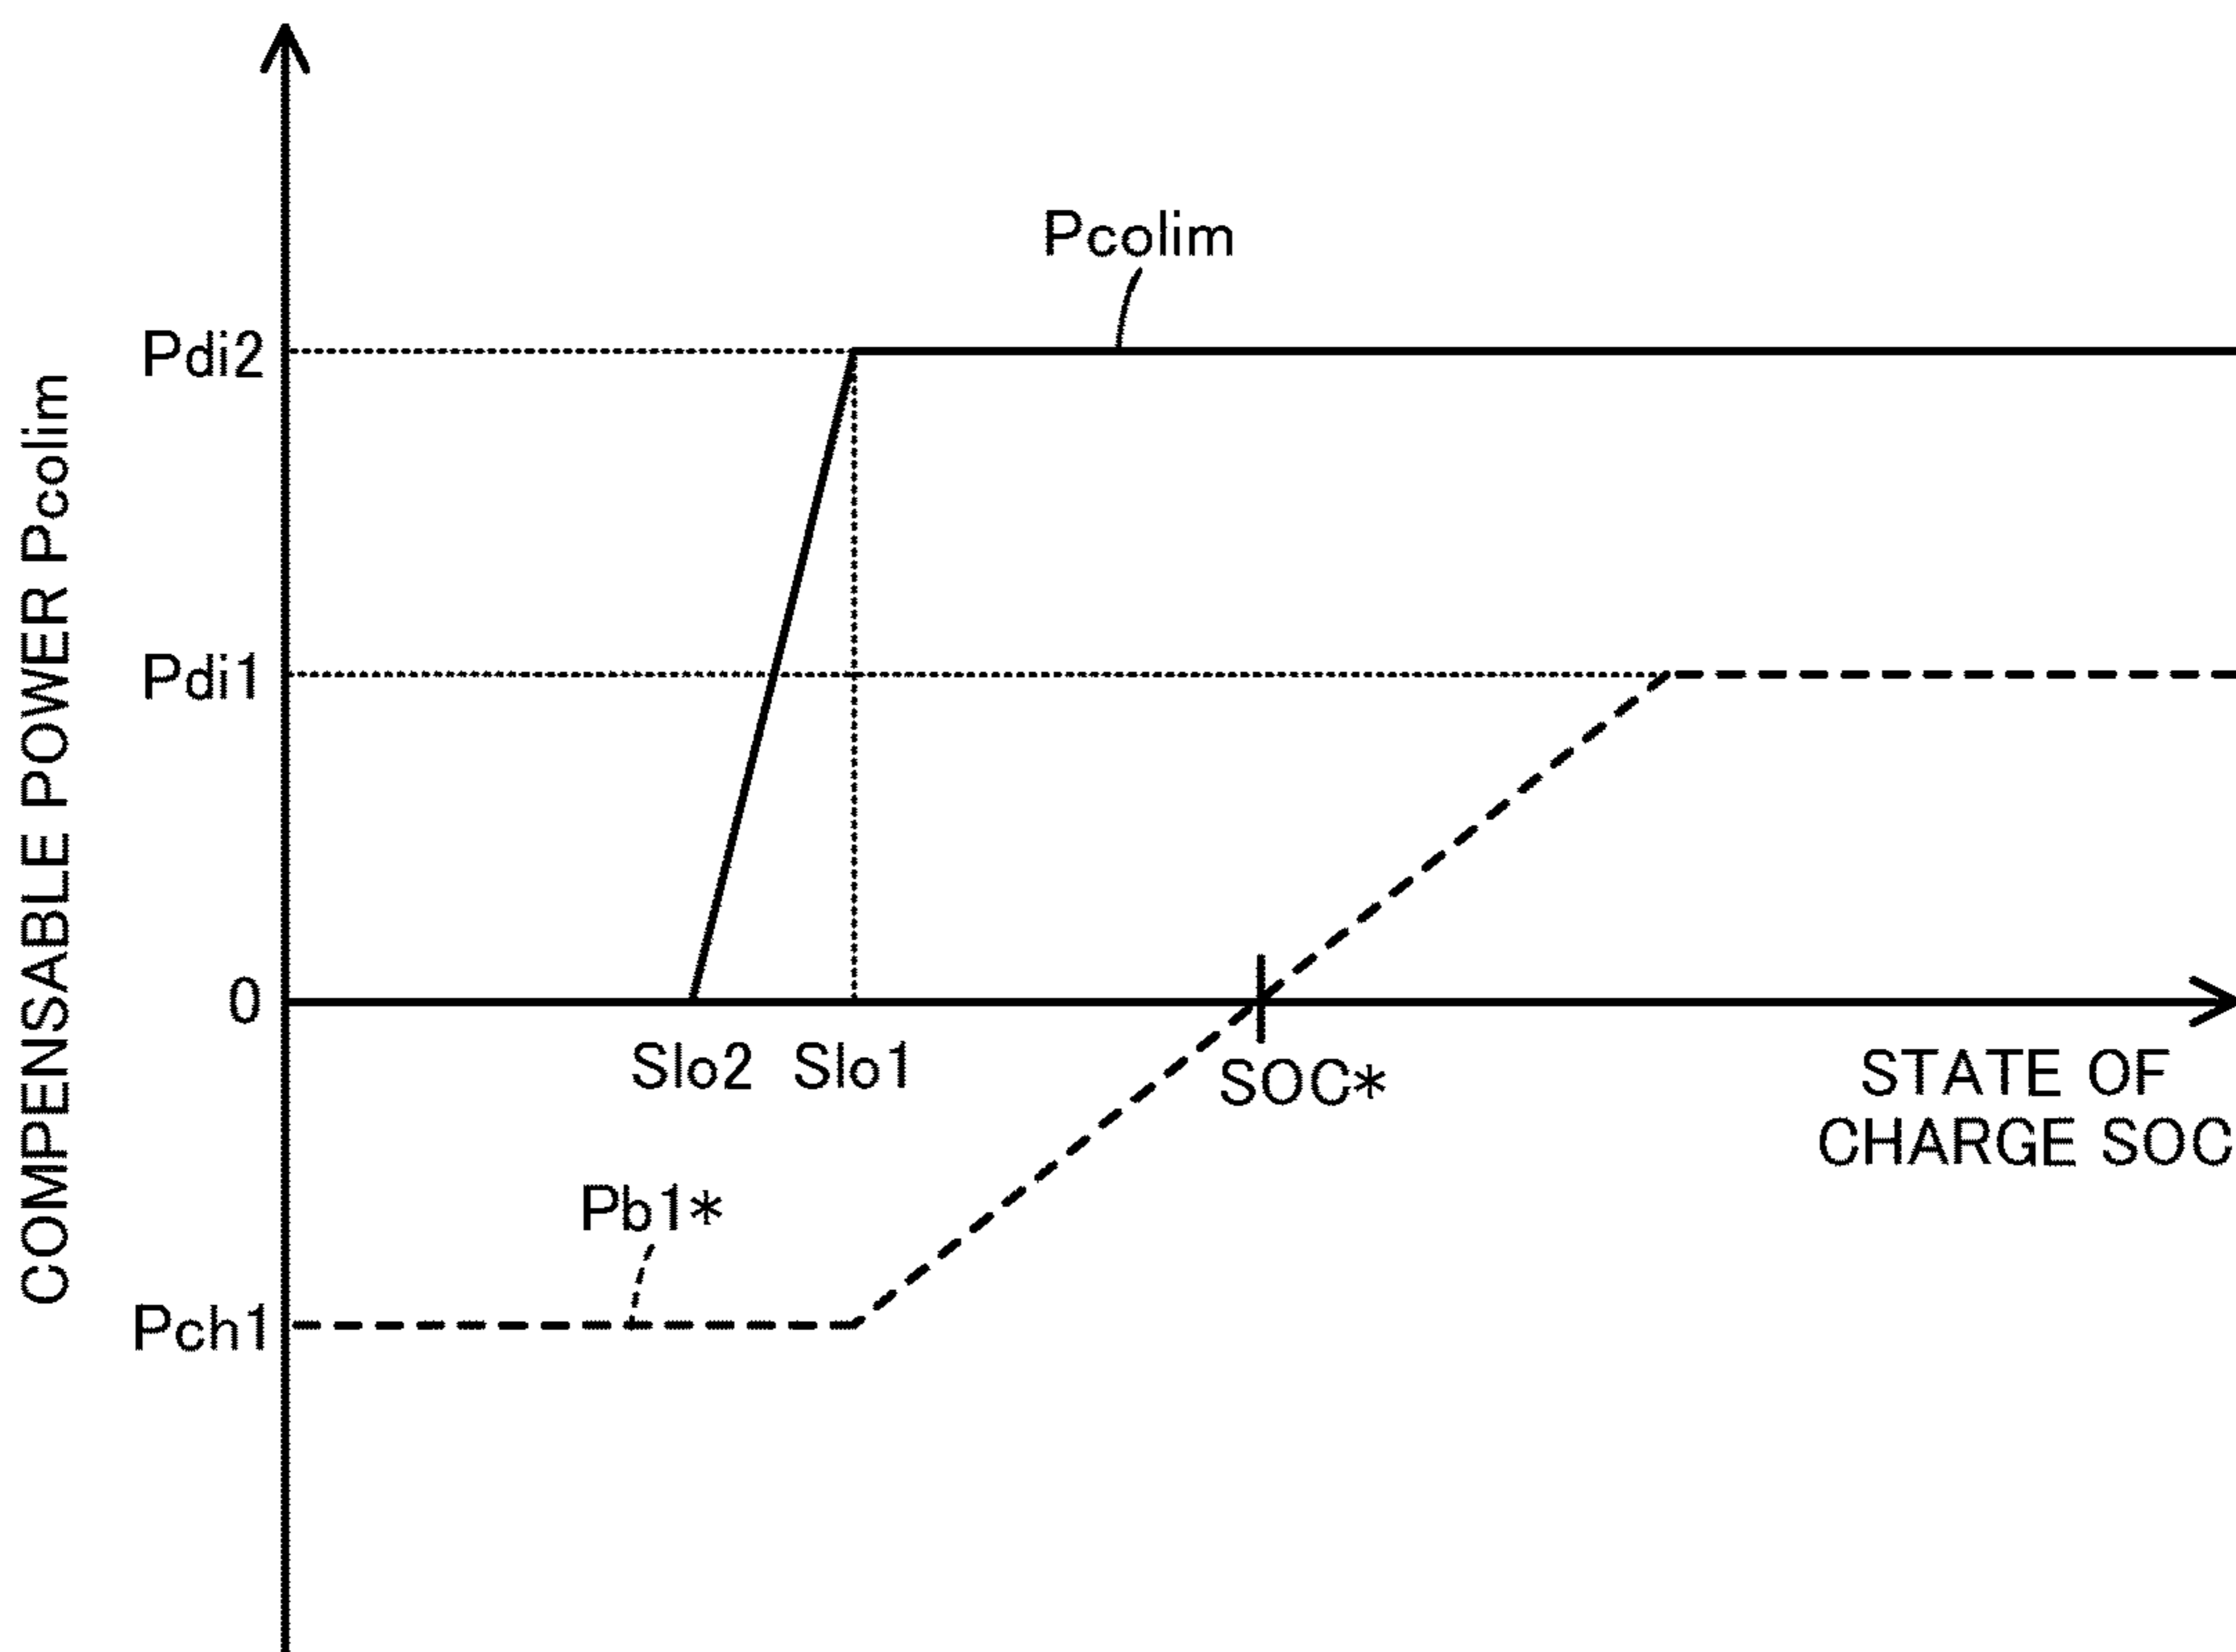 COMPENSABLE POWER Pcolim
Pcolim
Pdi2
Pdi1
0
Slo2
Slo1
SOC*
STATE OF
CHARGE SOC
Pb1*
Pch1